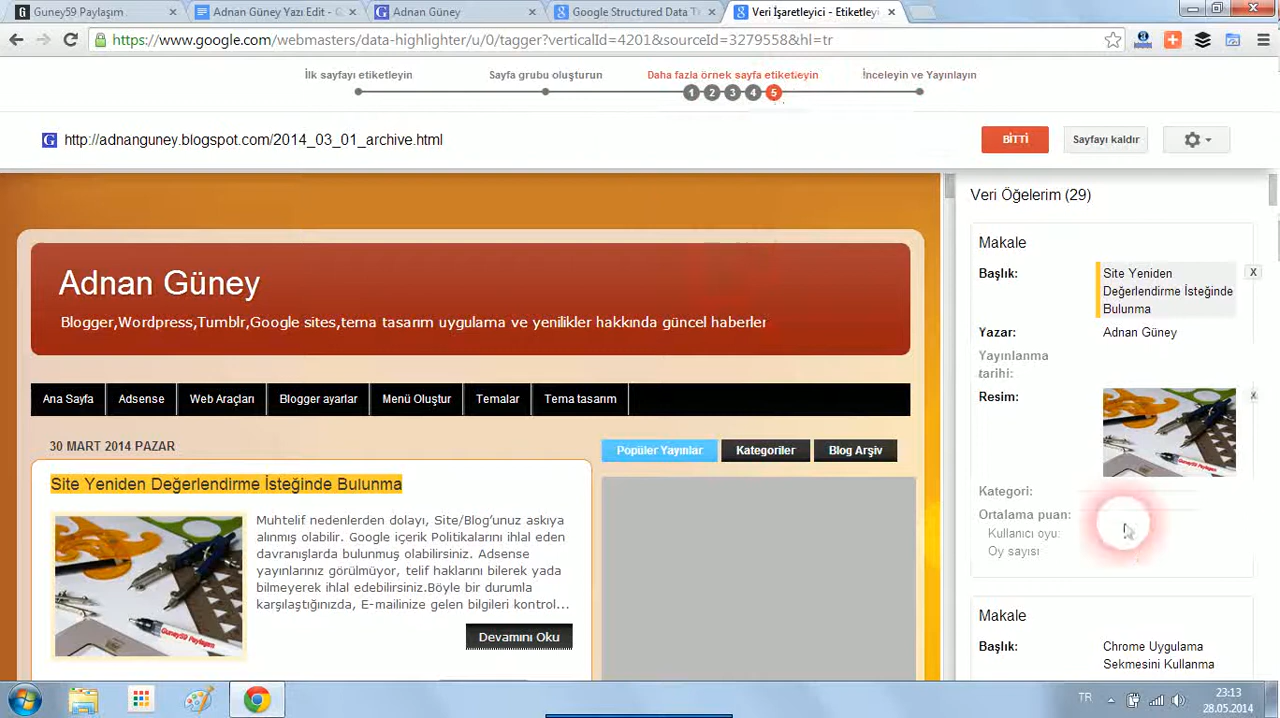 Guney59 Paylaşım
Adnan Güney Yazı Edit - G
Adnan Güney
Google Structured Data T
Veri İşaretleyici - Etiketleyi
https://www.google.com/webmasters/data-highlighter/u/0/tagger?verticalId=4201&sourceId=3279558&hl=tr
İlk sayfayı etiketleyin
Sayfa grubu oluşturun
Daha fazla örnek sayfa etiketleyin
İnceleyin ve Yayınlayın
1 2 3 4 5
http://adnanguney.blogspot.com/2014_03_01_archive.html
BİTTİ
Sayfayı kaldır
Adnan Güney
Blogger,Wordpress,Tumblr,Google sites,tema tasarım uygulama ve yenilikler hakkında güncel haberler
Ana Sayfa
Adsense
Web Araçları
Blogger ayarlar
Menü Oluştur
Temalar
Tema tasarım
30 MART 2014 PAZAR
Site Yeniden Değerlendirme İsteğinde Bulunma
Muhtelif nedenlerden dolayı, Site/Blog'unuz askıya
alınmış olabilir. Google içerik Politikalarını ihlal eden
davranışlarda bulunmuş olabilirsiniz. Adsense
yayınlarınız görülmüyor, telif haklarını bilerek yada
bilmeyerek ihlal edebilirsiniz.Böyle bir durumla
karşılaştığınızda, E-mailinize gelen bilgileri kontrol...
Guney59 Paylaşım
Devamını Oku
Popüler Yayınlar
Kategoriler
Blog Arşiv
Veri Öğelerim (29)
Makale
Başlık:
Site Yeniden
Değerlendirme İsteğinde
Bulunma
X
Yazar:
Adnan Güney
Yayınlanma
tarihi:
Resim:
X
Guney59 Paylaşım
Kategori:
Ortalama puan:
Kullanıcı oyu:
Oy sayısı
Makale
Başlık:
Chrome Uygulama
Sekmesini Kullanma
TR
23:13
28.05.2014